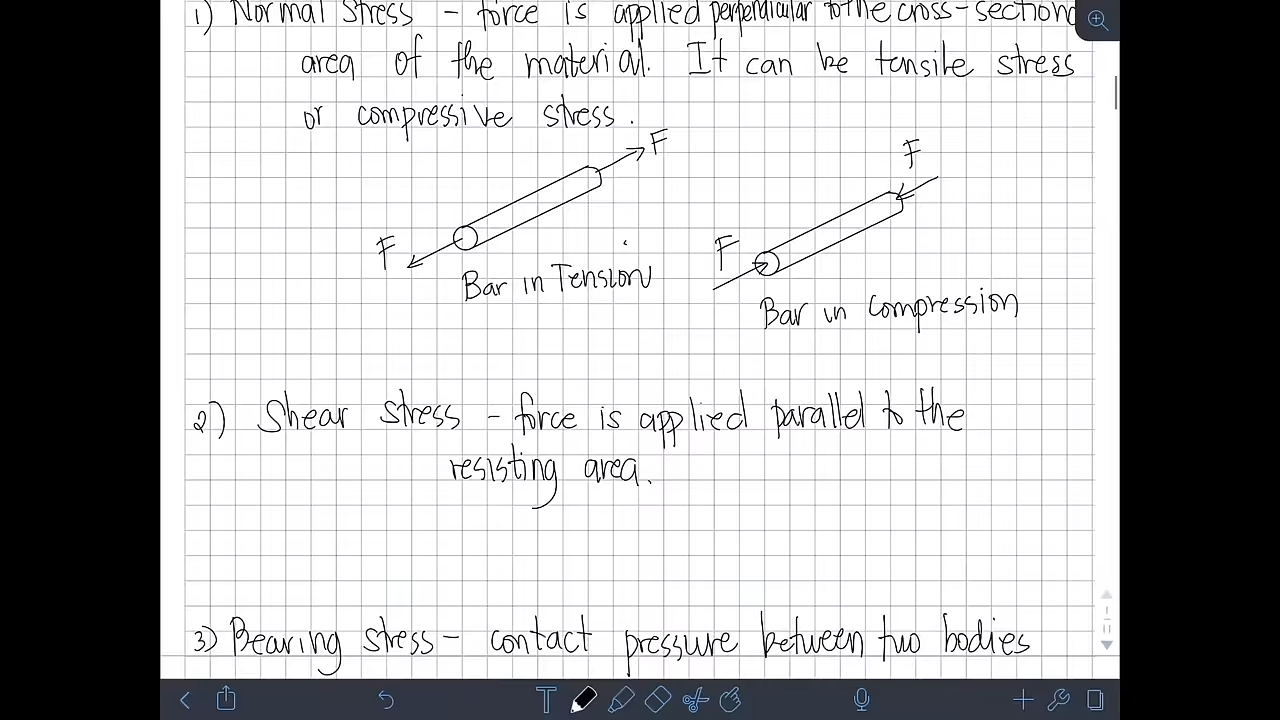 1) Normal Stress - force is applied perpendicular to the cross-section
area of the material. It can be tensile stress
or compressive stress.
F
F
F
F
Bar in Tension
Bar in Compression
2) Shear stress - force is applied parallel to the
resisting area.
3) Bearing stress - contact pressure between two bodies